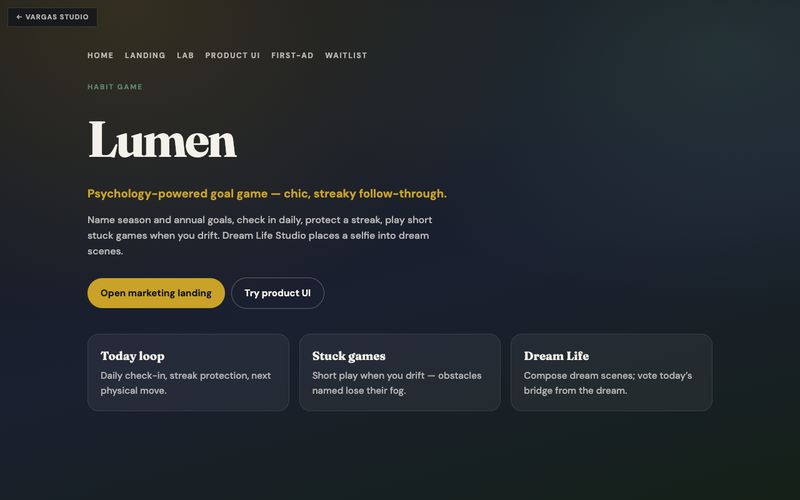 ← VARGAS STUDIO
HOME LANDING LAB PRODUCT UI FIRST-AD WAITLIST
HABIT GAME
Lumen
Psychology-powered goal game — chic, streaky follow-through.
Name season and annual goals, check in daily, protect a streak, play short
stuck games when you drift. Dream Life Studio places a selfie into dream
scenes.
Open marketing landing Try product UI
Today loop
Daily check-in, streak protection, next
physical move.
Stuck games
Short play when you drift — obstacles
named lose their fog.
Dream Life
Compose dream scenes; vote today's
bridge from the dream.